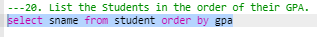 ---20. List the Students in the order of their GPA.
select sname from student order by gpa